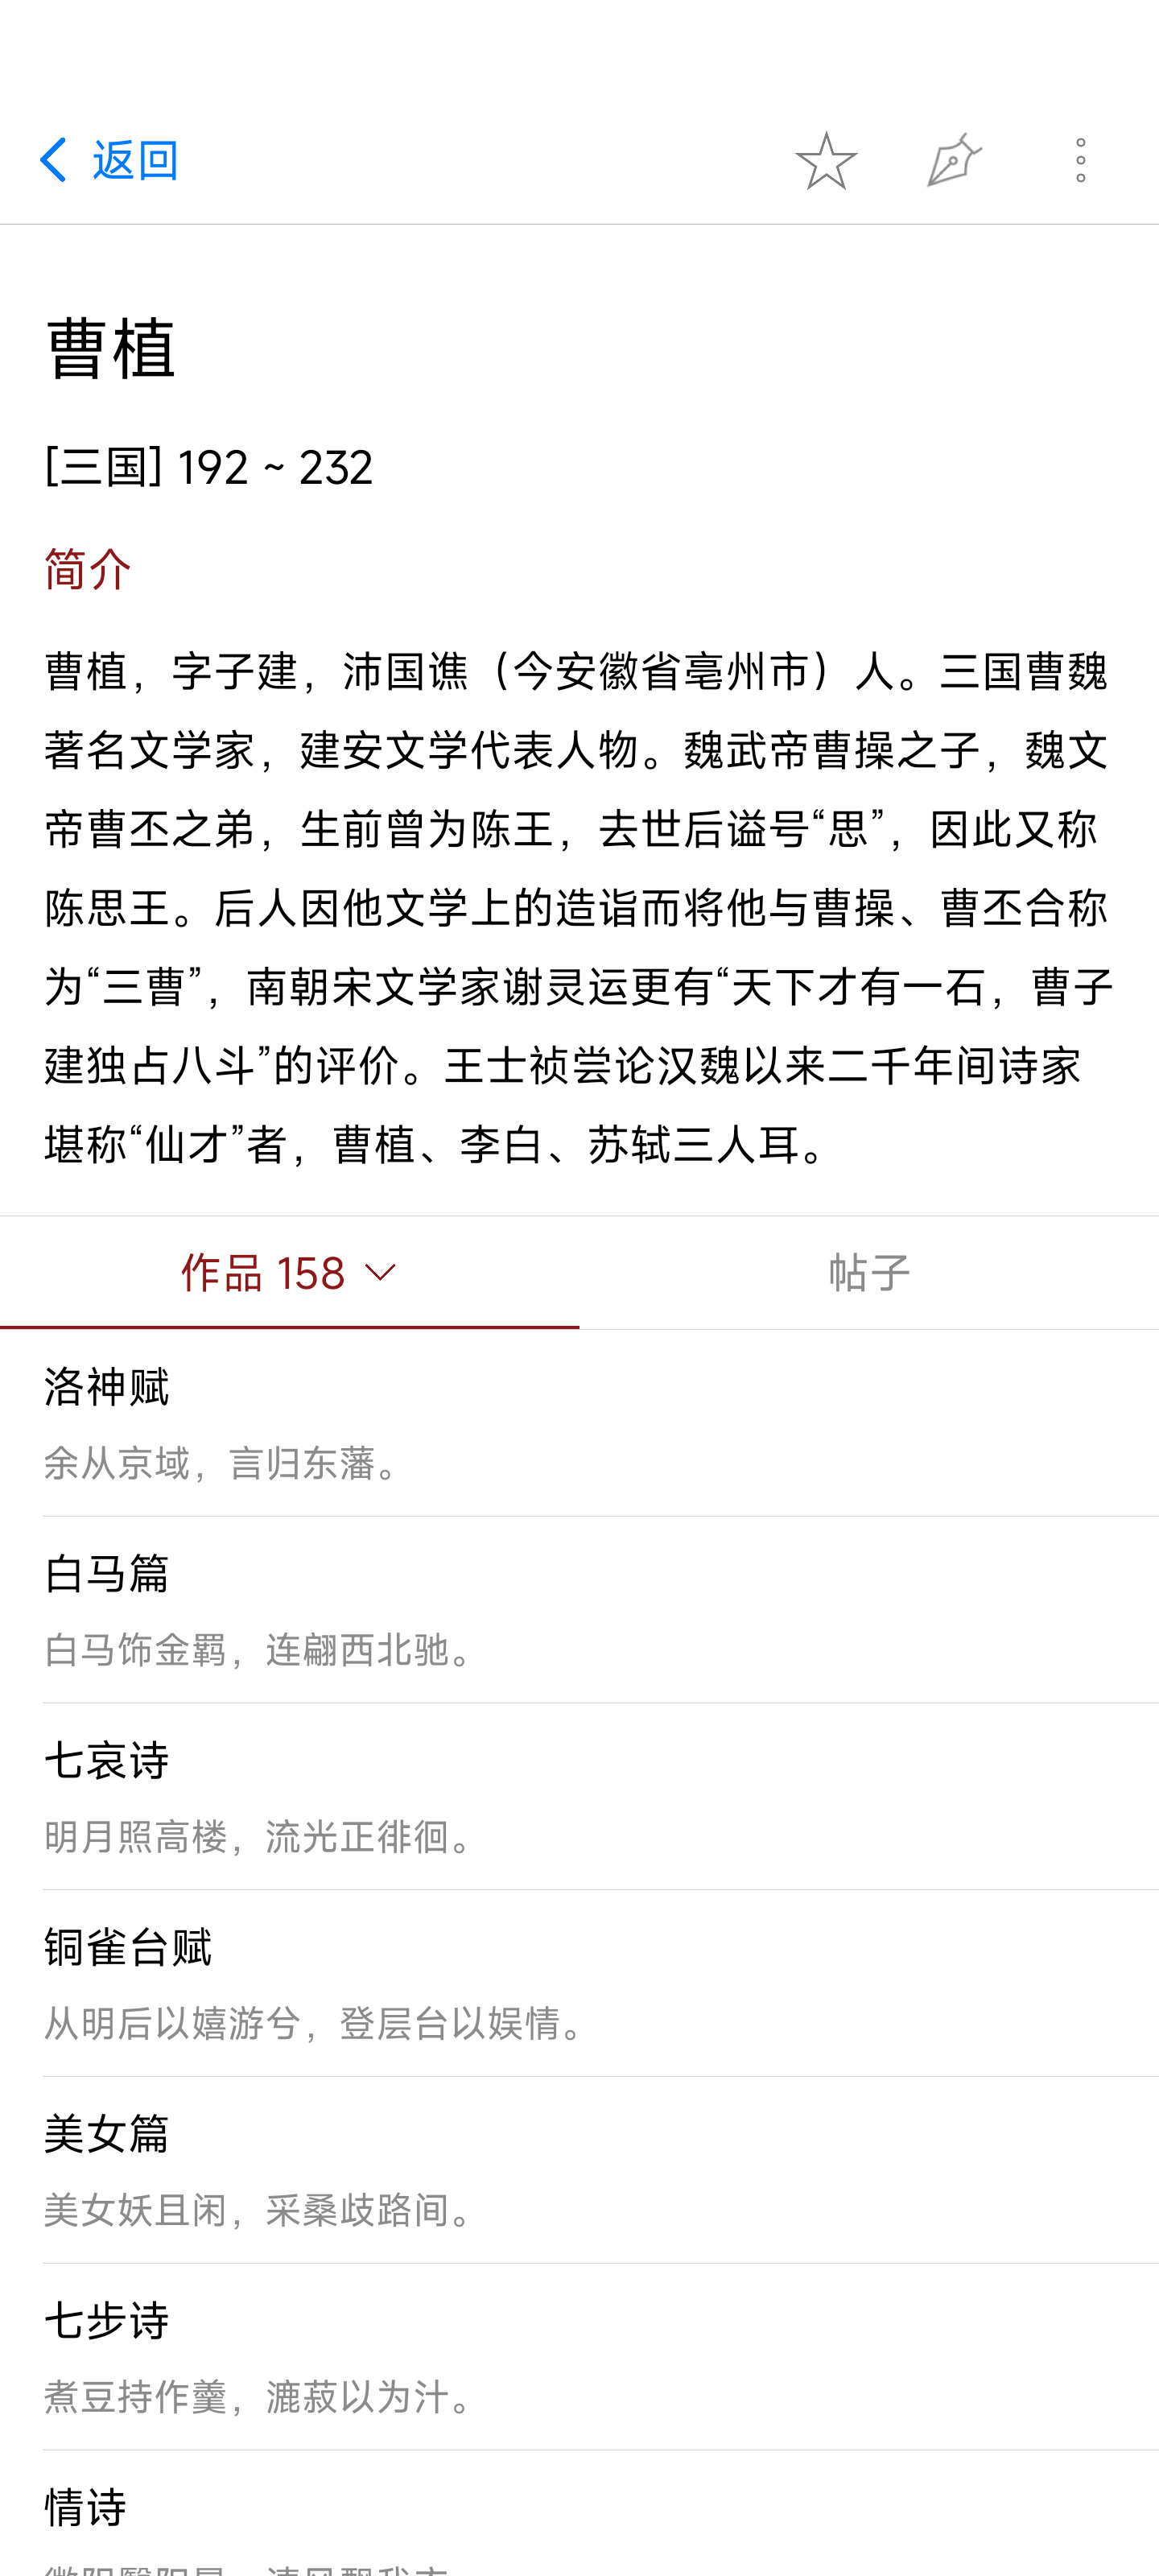 返回
曹植
[三国] 192 ~ 232
简介
曹植，字子建，沛国谯（今安徽省亳州市）人。三国曹魏
著名文学家，建安文学代表人物。魏武帝曹操之子，魏文
帝曹丕之弟，生前曾为陈王，去世后谥号“思”，因此又称
陈思王。后人因他文学上的造诣而将他与曹操、曹丕合称
为“三曹”，南朝宋文学家谢灵运更有“天下才有一石，曹子
建独占八斗”的评价。王士祯尝论汉魏以来二千年间诗家
堪称“仙才”者，曹植、李白、苏轼三人耳。
作品 158
帖子
洛神赋
余从京域，言归东藩。
白马篇
白马饰金羁，连翩西北驰。
七哀诗
明月照高楼，流光正徘徊。
铜雀台赋
从明后以嬉游兮，登层台以娱情。
美女篇
美女妖且闲，采桑歧路间。
七步诗
煮豆持作羹，漉菽以为汁。
情诗